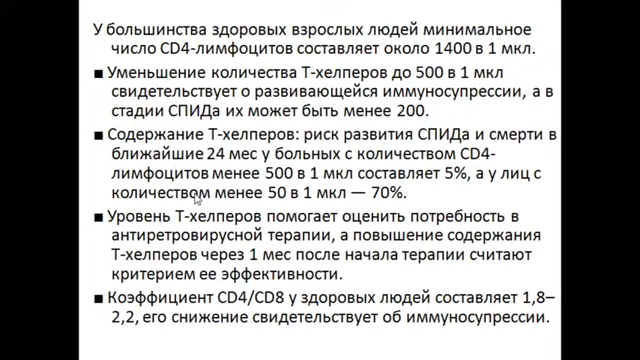 У большинства здоровых взрослых людей минимальное
число CD4-лимфоцитов составляет около 1400 в 1 мкл.
■ Уменьшение количества Т-хелперов до 500 в 1 мкл
свидетельствует о развивающейся иммуносупрессии, а в
стадии СПИДа их может быть менее 200.
■ Содержание Т-хелперов: риск развития СПИДа и смерти в
ближайшие 24 мес у больных с количеством CD4-
лимфоцитов менее 500 в 1 мкл составляет 5%, а у лиц с
количеством менее 50 в 1 мкл — 70%.
■ Уровень Т-хелперов помогает оценить потребность в
антиретровирусной терапии, а повышение содержания
Т-хелперов через 1 мес после начала терапии считают
критерием ее эффективности.
■ Коэффициент CD4/CD8 у здоровых людей составляет 1,8–
2,2, его снижение свидетельствует об иммуносупрессии.